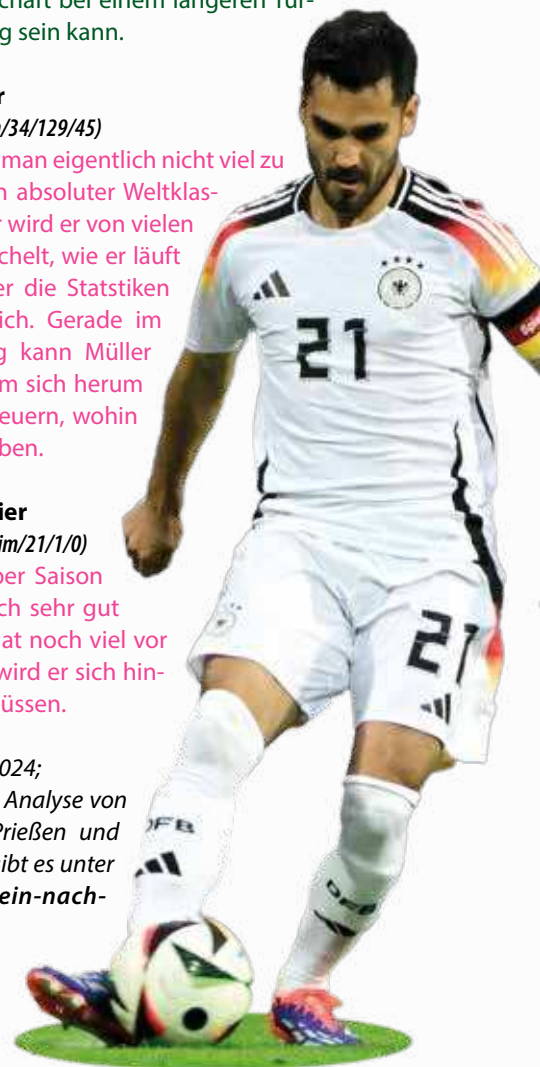 schaft bei einem längeren Tur-
g sein kann.
r
/34/129/45)
man eigentlich nicht viel zu
n absoluter Weltklas-
r wird er von vielen
chelt, wie er läuft
er die Statstiken
ich. Gerade im
g kann Müller
m sich herum
euern, wohin
ben.
ier
im/21/1/0)
per Saison
ch sehr gut
at noch viel vor
wird er sich hin-
üssen.
024;
Analyse von
Prießen und
ibt es unter
ein-nach-
21
21
DFB
DFB